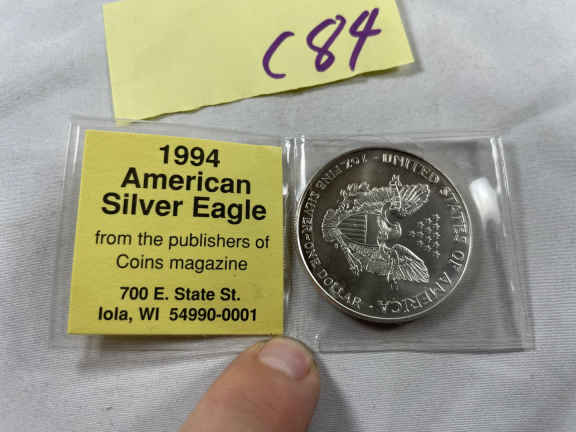 C84
1994
American
Silver Eagle
from the publishers of
Coins magazine
700 E. State St.
Iola, WI 54990-0001
UNITED STATES OF AMERICA
1 OZ. FINE SILVER~ONE DOLLAR